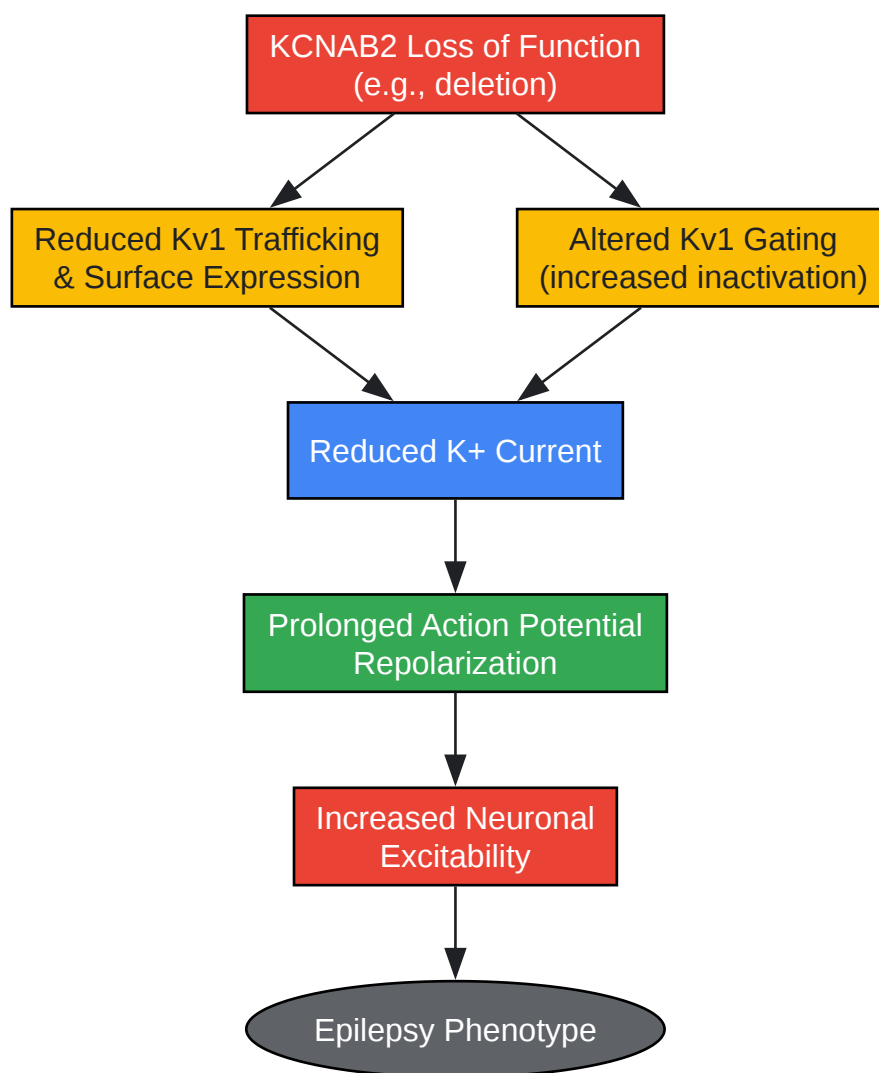 KCNAB2 Loss of Function
(e.g., deletion)
Reduced Kv1 Trafficking
& Surface Expression
Altered Kv1 Gating
(increased inactivation)
Reduced K+ Current
Prolonged Action Potential
Repolarization
Increased Neuronal
Excitability
Epilepsy Phenotype